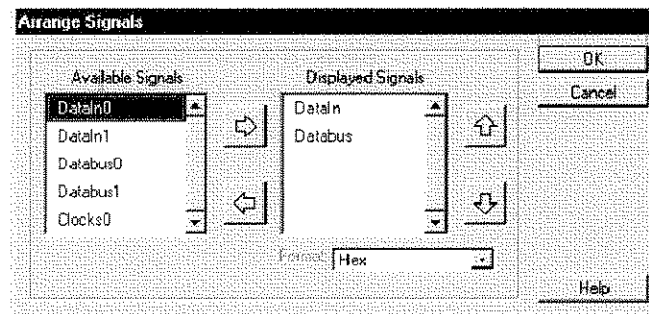 Arrange Signals
Available Signals
DataIn0
DataIn1
Databus0
Databus1
Clocks0
Displayed Signals
DataIn
Databus
Format: Hex
OK
Cancel
Help